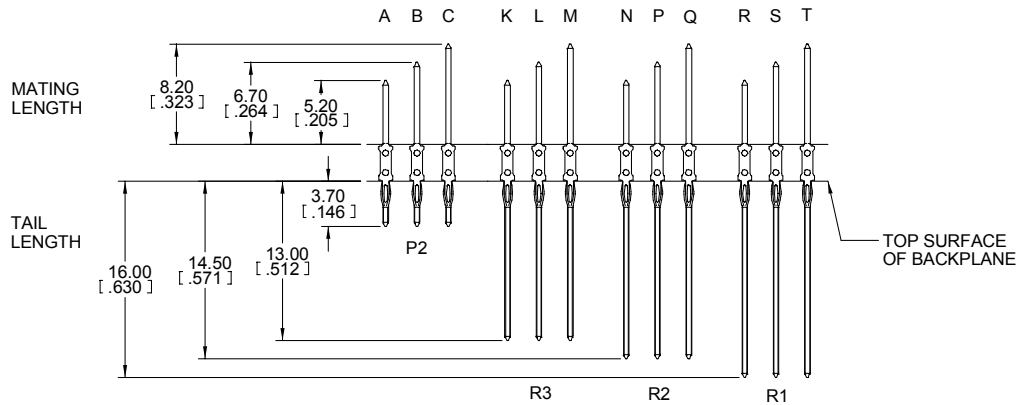 A B C K L M N P Q R S T
MATING
LENGTH
8.20
[ .323 ]
6.70
[ .264 ]
5.20
[ .205 ]
TAIL
LENGTH
3.70
[ .146 ]
P2
13.00
[ .512 ]
14.50
[ .571 ]
16.00
[ .630 ]
TOP SURFACE
OF BACKPLANE
R3 R2 R1